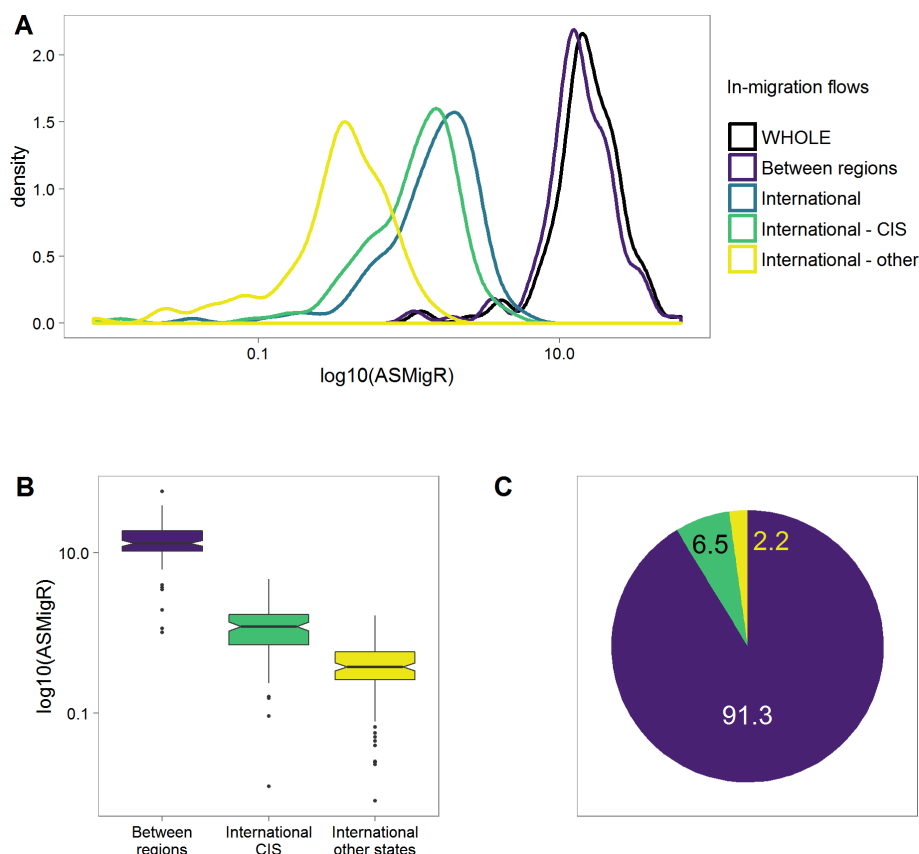 A
2.0
1.5
1.0
0.5
0.0
density
0.1
10.0
log10(ASMigR)
In-migration flows
WHOLE
Between regions
International
International - CIS
International - other
B
10.0
0.1
log10(ASMigR)
Between
regions
International
CIS
International
other states
C
6.5
2.2
91.3